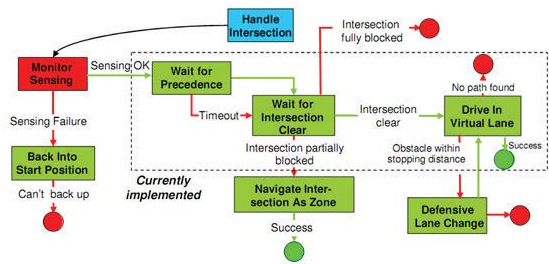 Handle
Intersection
Intersection
fully blocked
Monitor
Sensing
Sensing OK
Wait for
Precedence
No path found
Timeout
Wait for
Intersection
Clear
Intersection
clear
Drive In
Virtual Lane
Sensing Failure
Intersection partially
blocked
Obstacle within
stopping distance
Success
Back Into
Start Position
Currently
implemented
Can't back up
Navigate Inter-
section As Zone
Defensive
Lane Change
Success